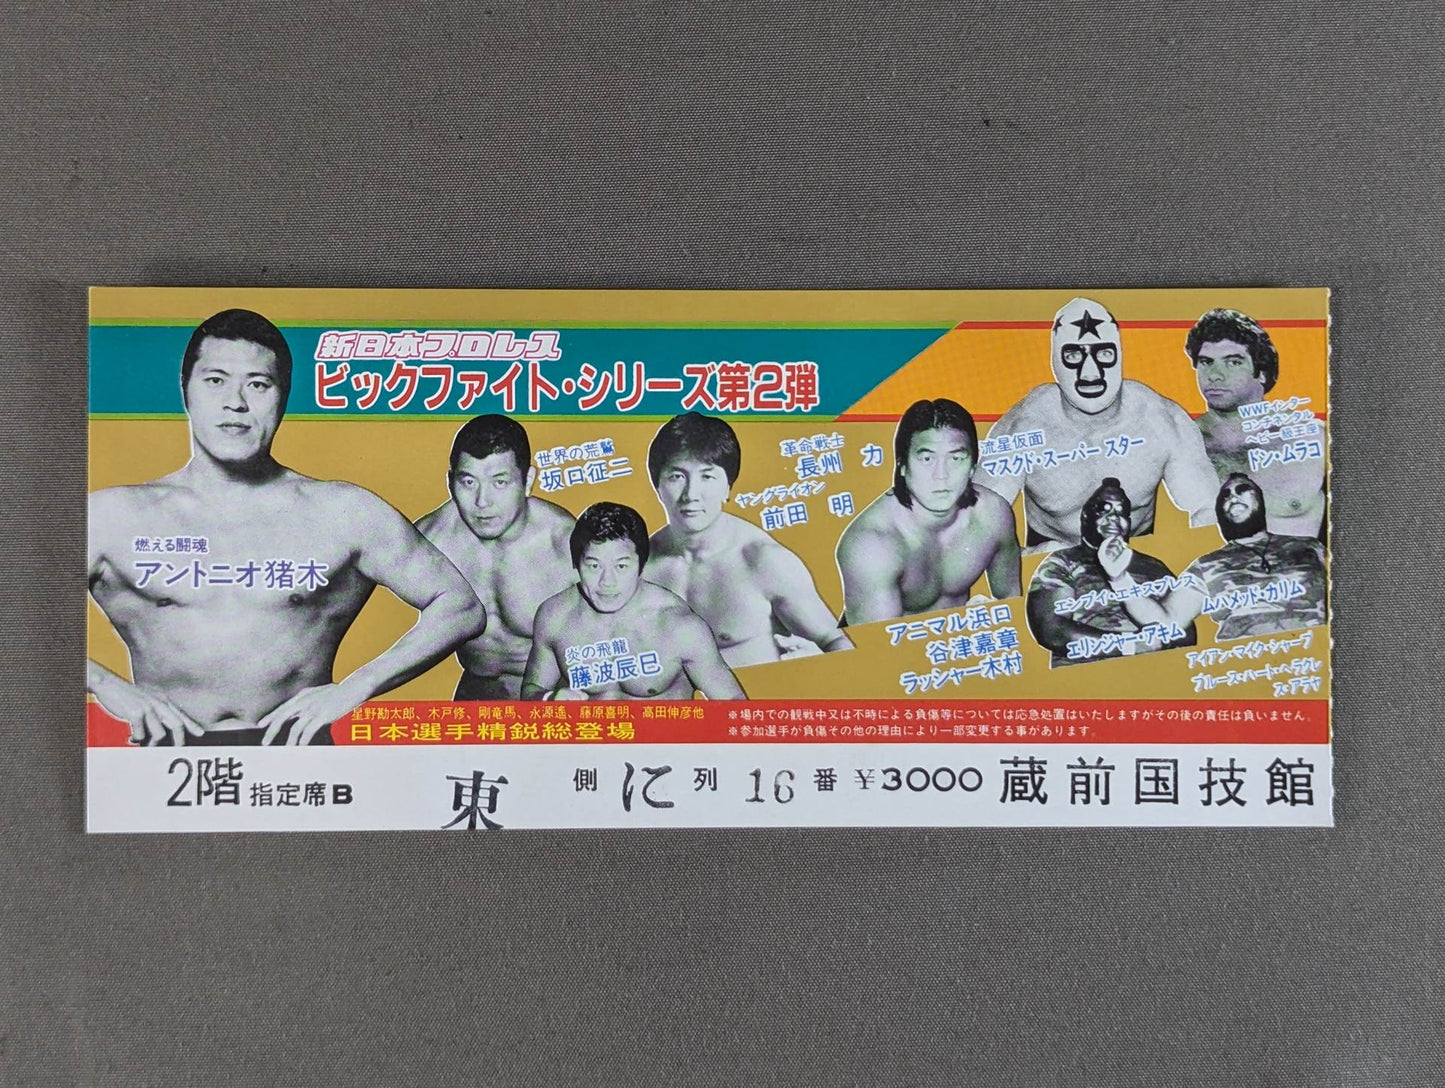 新日本プロレス
ビックファイト・シリーズ第2弾
燃える闘魂
アントニオ猪木
世界の荒鷲
坂口征二
炎の飛龍
藤波辰巳
ヤングライオン
前田 明
革命戦士
長州 力
アニマル浜口
谷津嘉章
ラッシャー木村
流星仮面
マスクド・スーパースター
WWFインター
コンチネンタル
ヘビー級王座
ドン・ムラコ
エンプイ・エキスプレス
エリンジャー・アキム
ムハメッド・カリム
アイアン・マイク・シャープ
ブルース・ハート・ヘラクレ
ス・アラヤ
星野勘太郎、木戸修、剛竜馬、永源遙、藤原喜明、高田伸彦他
日本選手精鋭総登場
※場内での観戦中又は不時による負傷等については応急処置はいたしますがその後の責任は負いません。
※参加選手が負傷その他の理由により一部変更する事があります。
2階 指定席B 東 側 に 列 16 番 ¥3000 蔵前国技館